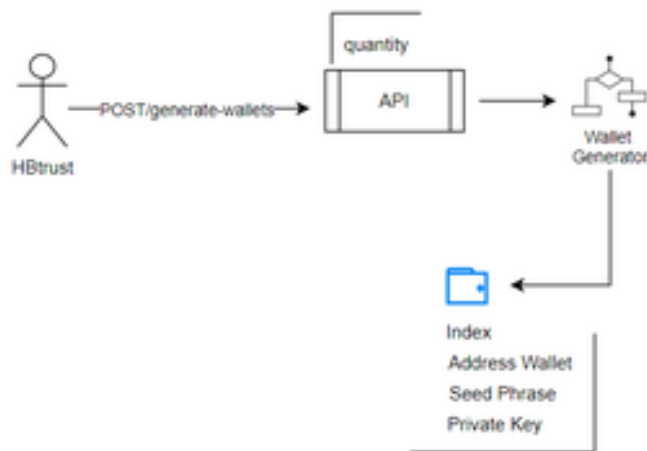 quantity
API
POST/generate-wallets
HBtrust
Wallet
Generator
Index
Address Wallet
Seed Phrase
Private Key